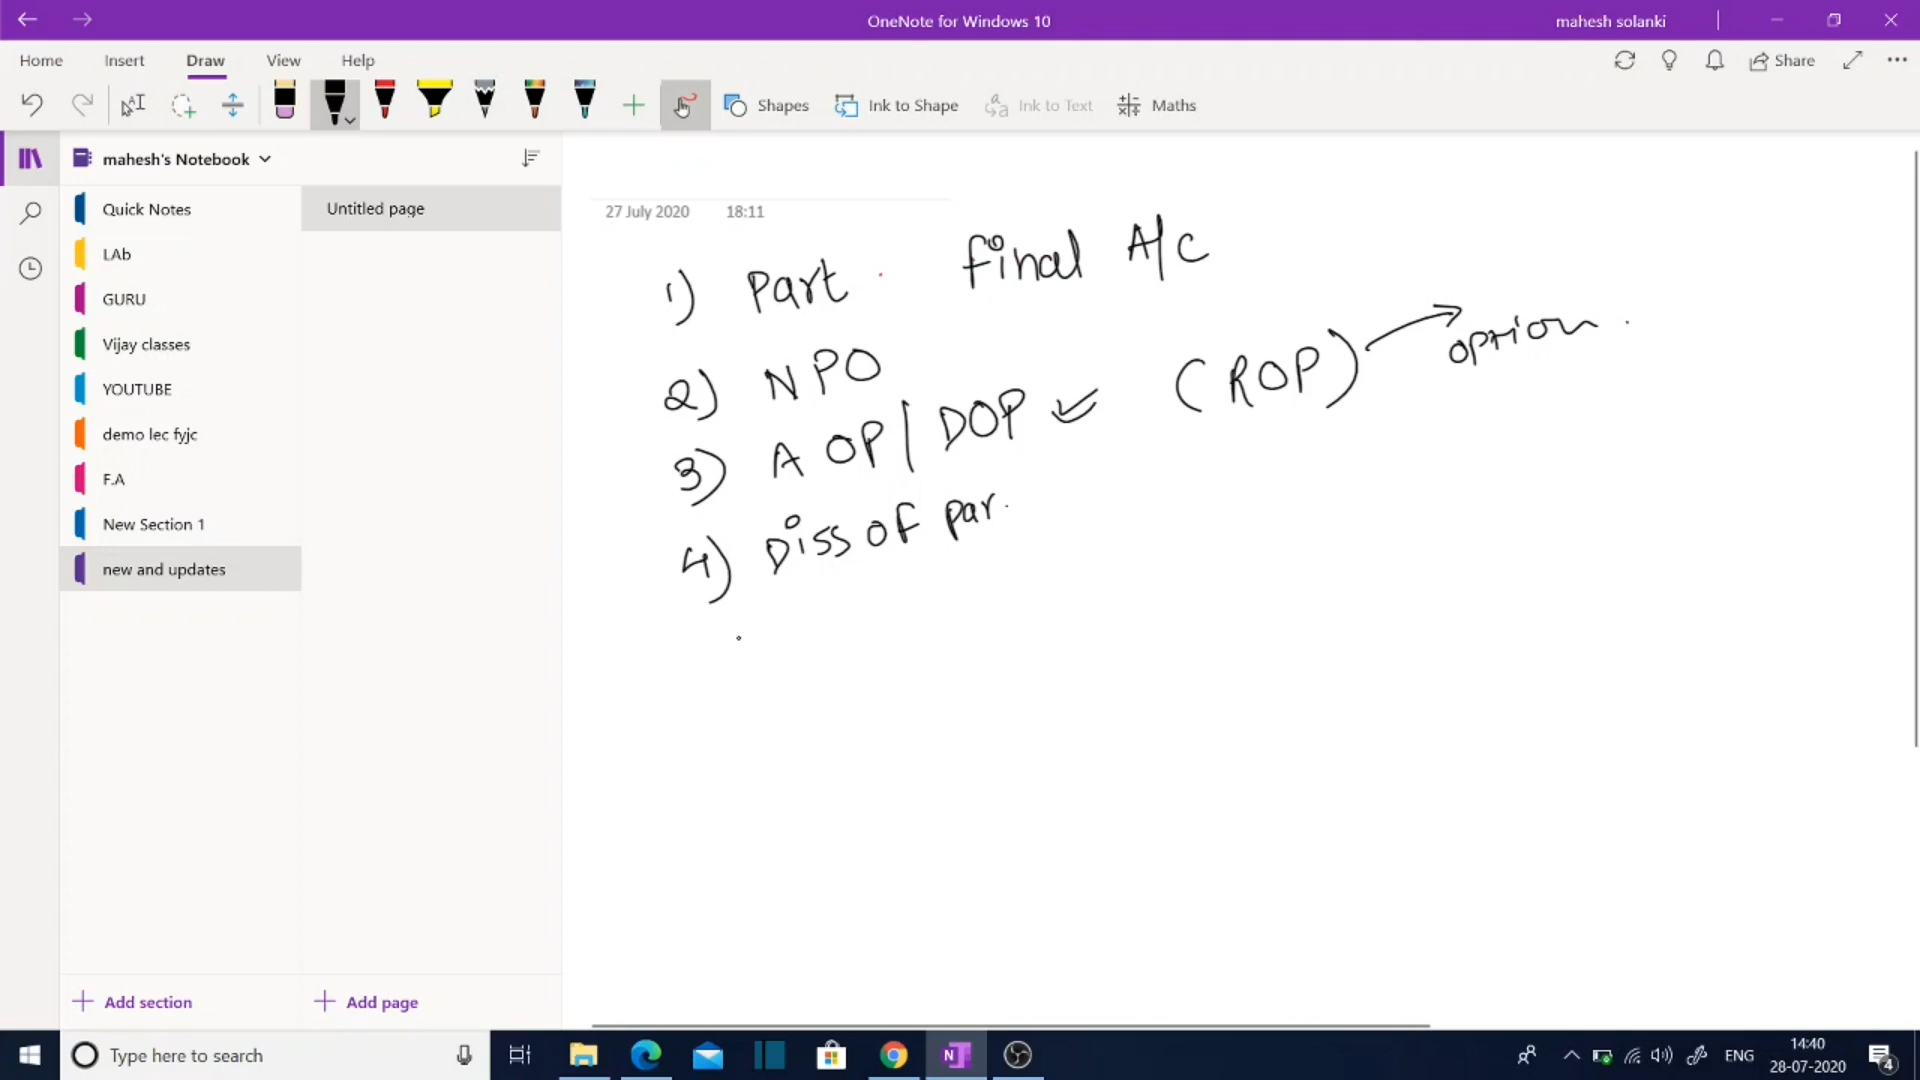 OneNote for Windows 10
mahesh solanki
Home
Insert
Draw
View
Help
Share
Shapes
Ink to Shape
Ink to Text
Maths
mahesh's Notebook
Quick Notes
LAb
GURU
Vijay classes
YOUTUBE
demo lec fyjc
F.A
New Section 1
new and updates
Untitled page
27 July 2020 18:11
1) Part. final A/C
2) NPO
3) A OP | DOP (ROP) option.
4) Diss of par.
Add section
Add page
Type here to search
ENG
14:40
28-07-2020
4